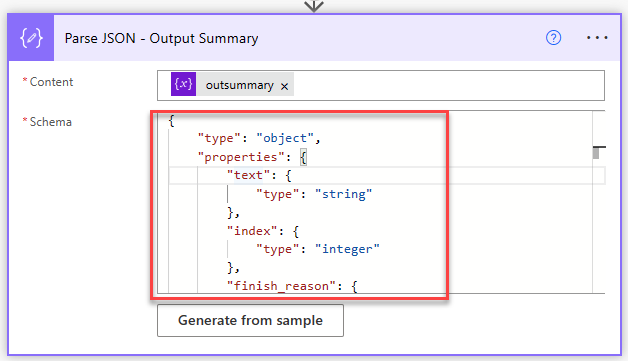 Parse JSON - Output Summary
? ...
* Content
{x} outsummary ×
* Schema
{
"type": "object",
"properties": {
"text": {
"type": "string"
},
"index": {
"type": "integer"
},
"finish_reason": {
Generate from sample